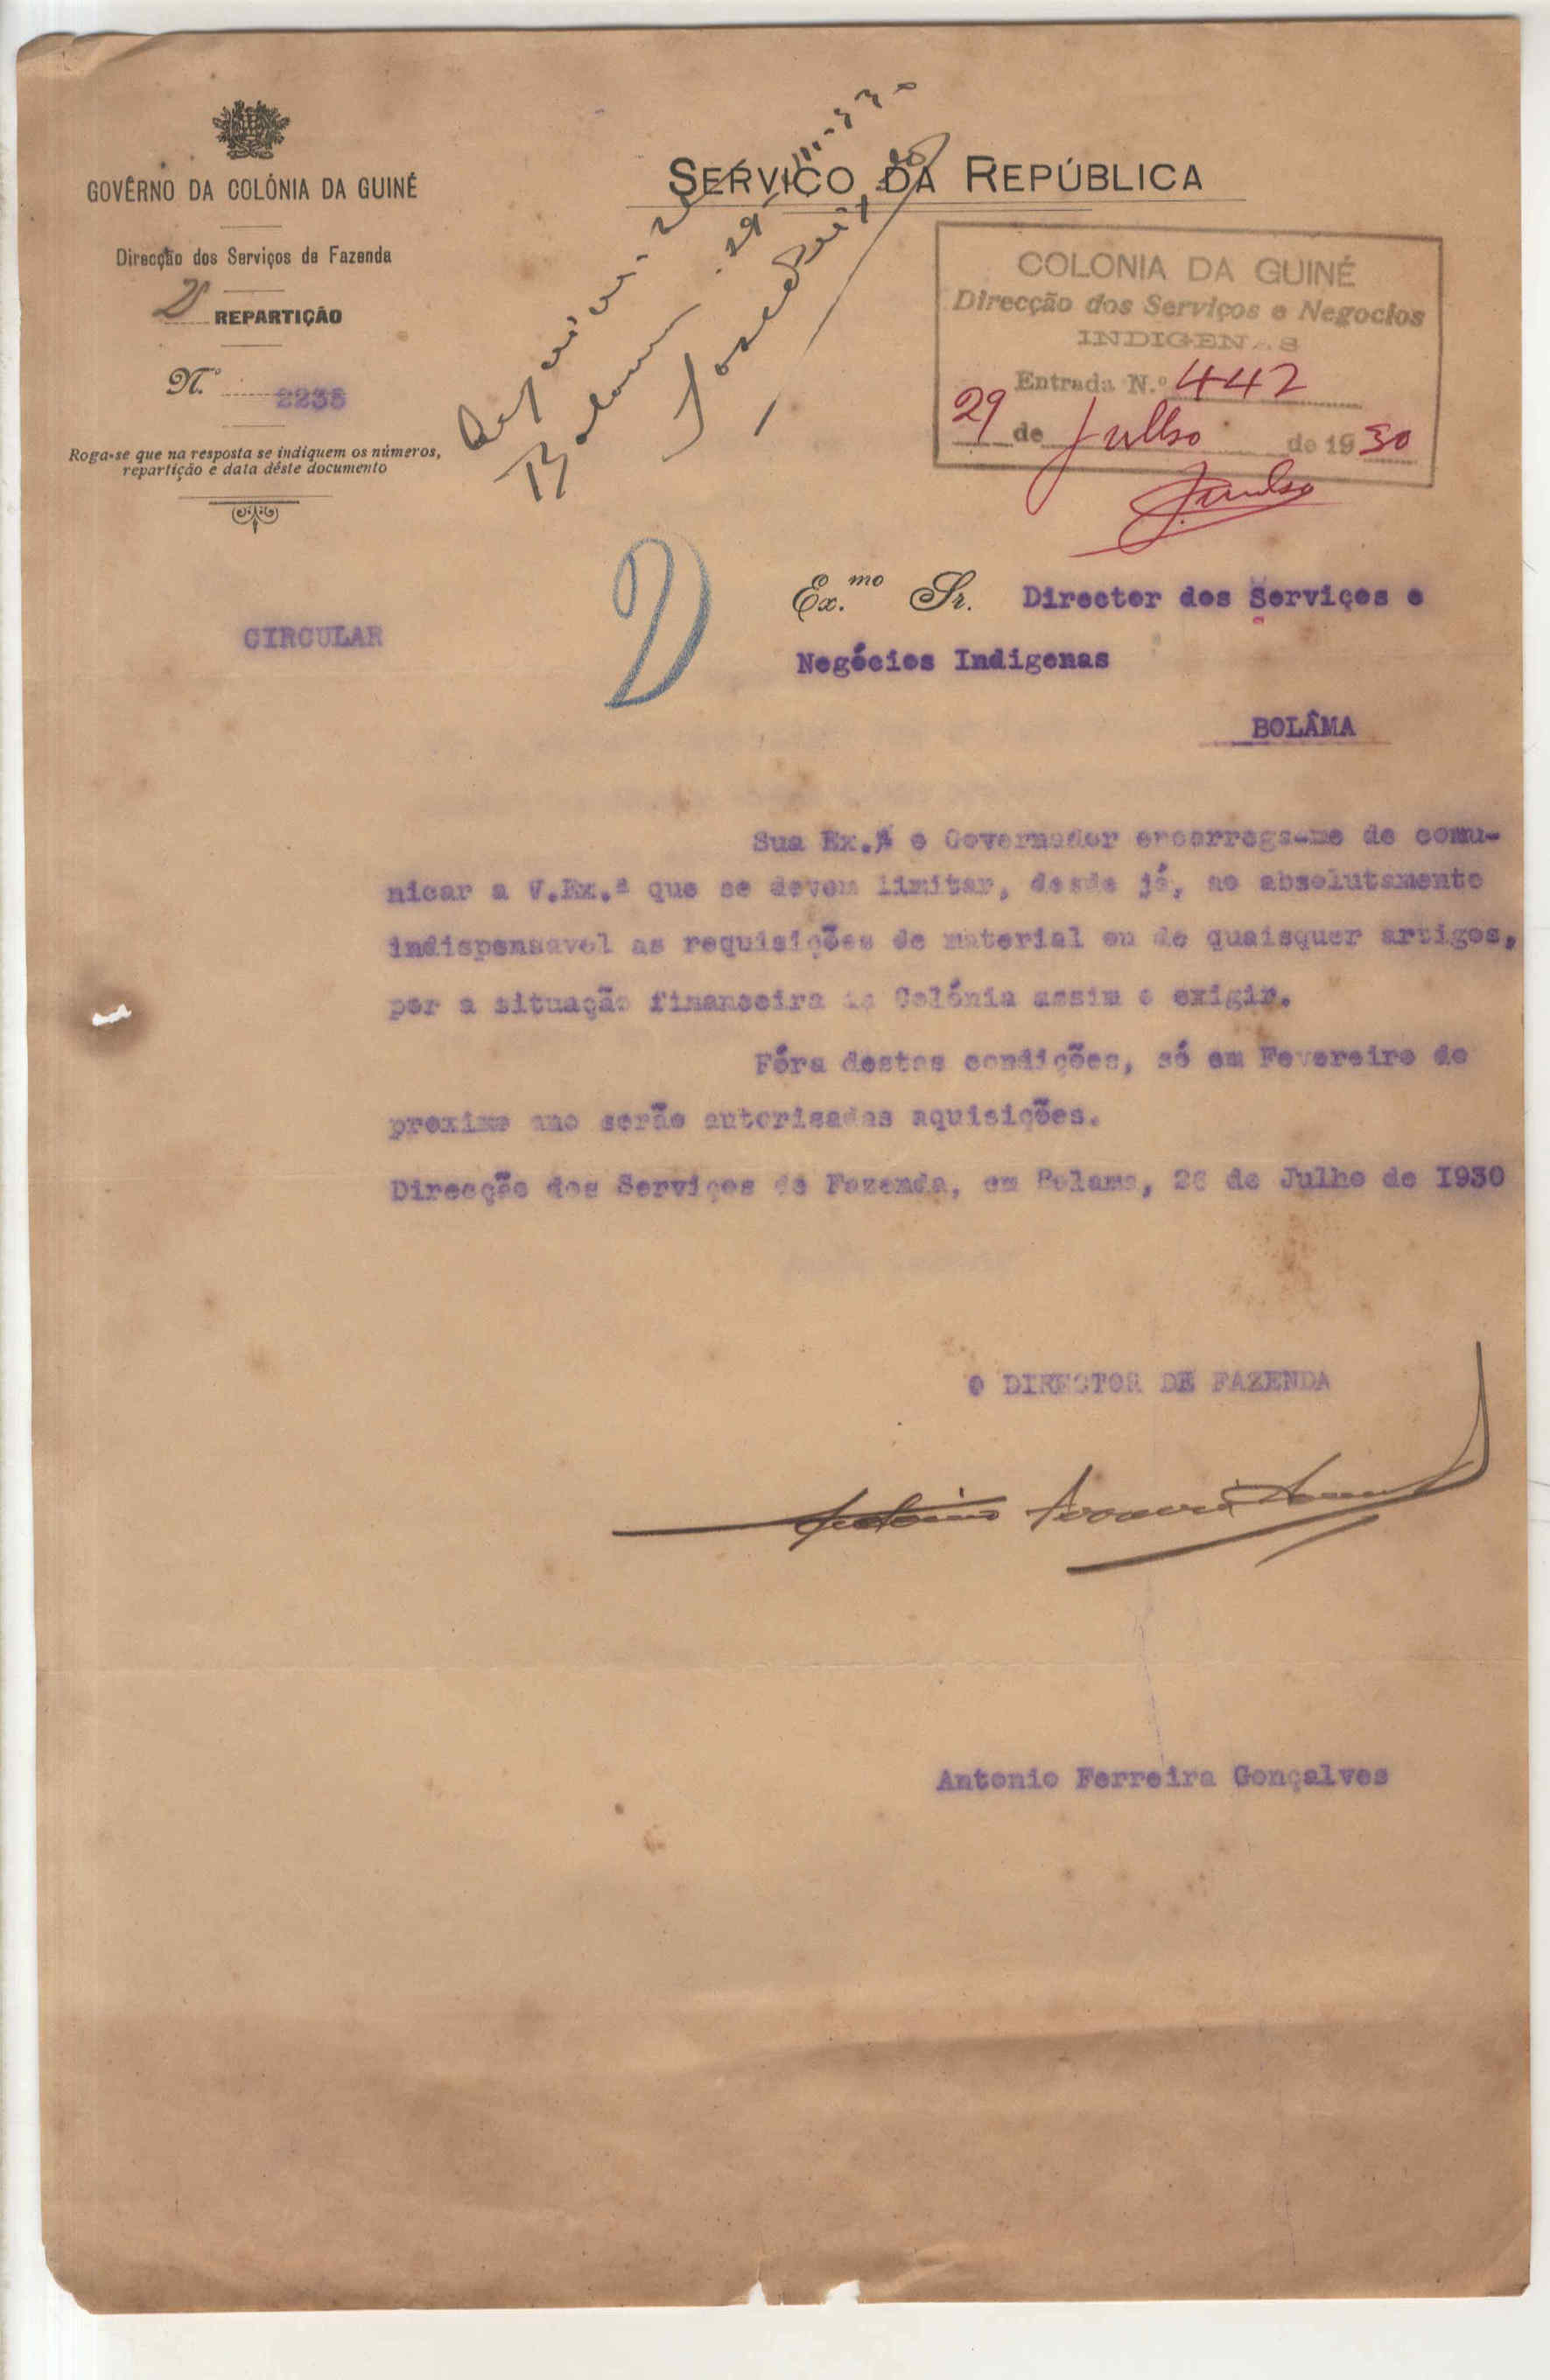 GOVÊRNO DA COLÓNIA DA GUINÉ
Direcção dos Serviços de Fazenda
REPARTIÇÃO
N.º 2235
Roga-se que na resposta se indiquem os números,
repartição e data dêste documento
SERVIÇO DA REPÚBLICA
COLONIA DA GUINÉ
Direcção dos Serviços e Negocios
INDIGENAS
Entrada N.º 442
29 de Julho de 1930
CIRCULAR
Ex.mo Sr. Director dos Serviços e
Negócios Indigenas
BOLÂMA
Sua Ex.ª o Governador encarrega-me de comu-
nicar a V.Ex.ª que se devem limitar, desde já, ao absolutamente
indispensavel as requisições de material ou de quaisquer artigos,
por a situação financeira da Colónia assim o exigir.
Fóra destas condições, só em Fevereiro do
proximo ano serão autorisadas aquisições.
Direcção dos Serviços de Fazenda, em Bolama, 26 de Julho de 1930
O DIRECTOR DE FAZENDA
Antonio Ferreira Gonçalves